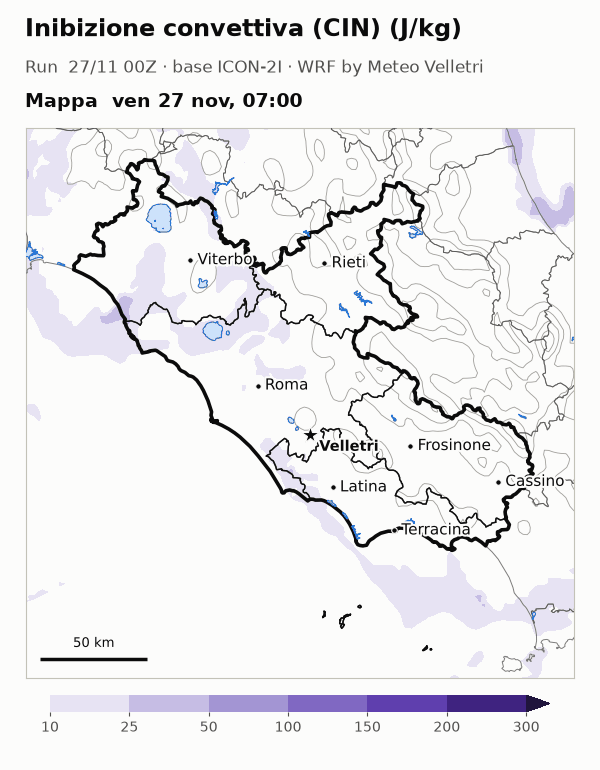 Inibizione convettiva (CIN) (J/kg)
Run 27/11 00Z · base ICON-2I · WRF by Meteo Velletri
Mappa ven 27 nov, 07:00
Viterbo
Rieti
Roma
Velletri
Frosinone
Latina
Cassino
Terracina
50 km
10 25 50 100 150 200 300